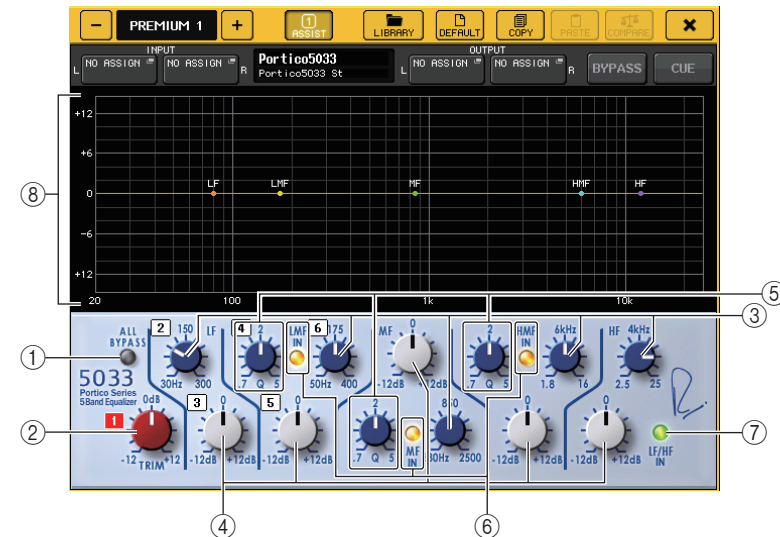 − PREMIUM 1 + 1 ASSIST LIBRARY DEFAULT COPY PASTE COMPARE ×
INPUT OUTPUT
L NO ASSIGN NO ASSIGN R Portico5033 L NO ASSIGN NO ASSIGN R BYPASS CUE
Portico5033 St
+12
+6
LF LMF MF HMF HF
0
-6
-12
20 100 1k 10k
8
5
3
ALL BYPASS 2 150 LF 4 2 LMF IN 6 175 MF 0 2 HMF IN 6kHz HF 4kHz
1
30Hz 300 .7 Q 5 50Hz 400 -12dB +12dB .7 Q 5 1.8 16 2.5 25
5033
Portico Series
5Band Equalizer
1 0dB 3 0 5 0 2 MF IN 850 0 0
2
-12 TRIM +12 -12dB +12dB -12dB +12dB .7 Q 5 2500 -12dB +12dB -12dB +12dB LF/HF IN
7
4 6